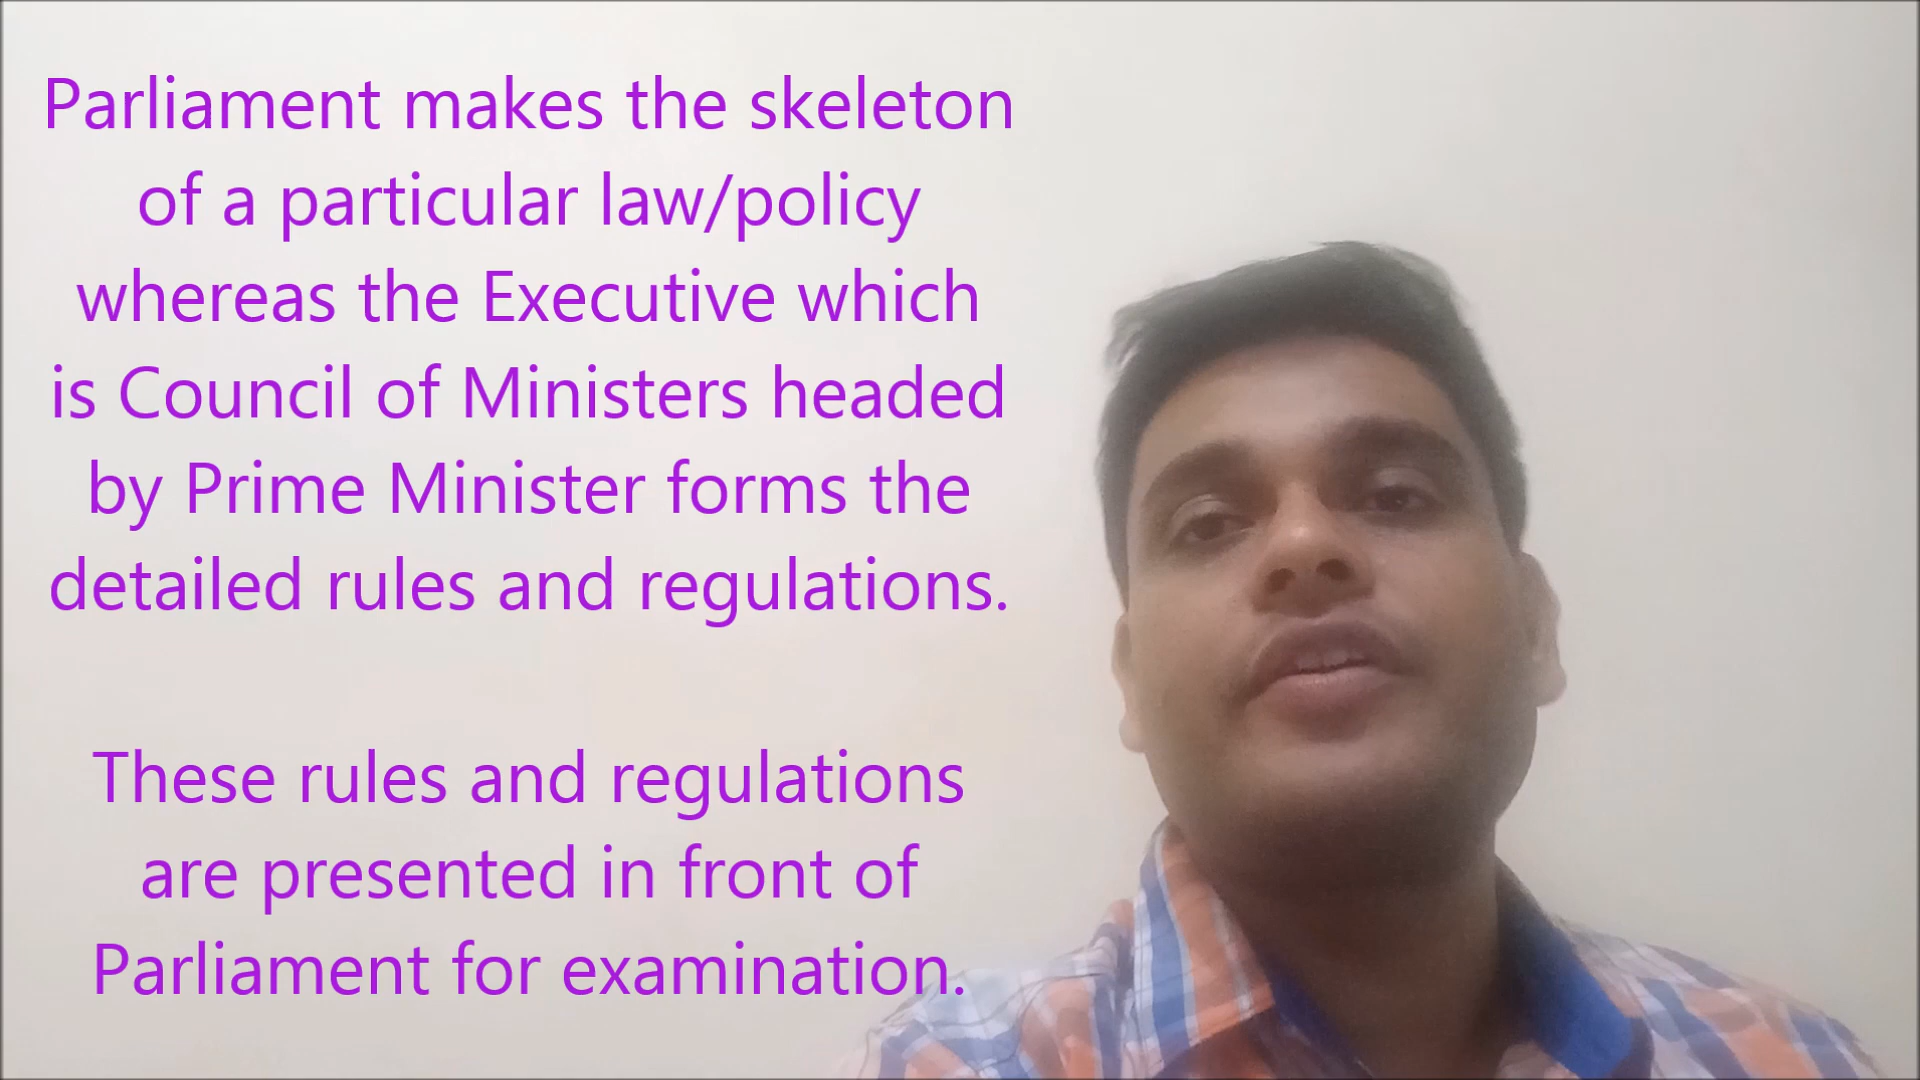 Parliament makes the skeleton
of a particular law/policy
whereas the Executive which
is Council of Ministers headed
by Prime Minister forms the
detailed rules and regulations.
These rules and regulations
are presented in front of
Parliament for examination.